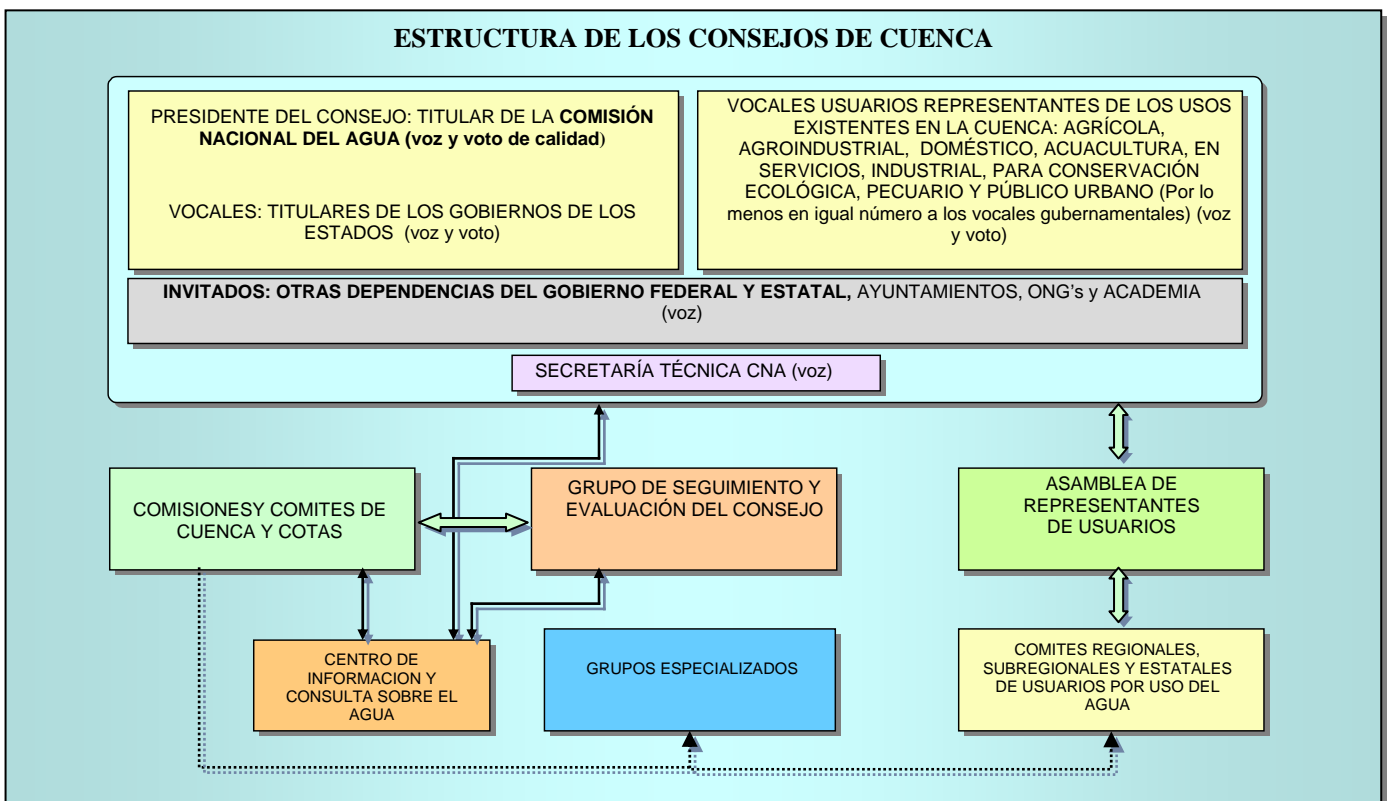 ESTRUCTURA DE LOS CONSEJOS DE CUENCA
PRESIDENTE DEL CONSEJO: TITULAR DE LA COMISIÓN
NACIONAL DEL AGUA (voz y voto de calidad)
VOCALES: TITULARES DE LOS GOBIERNOS DE LOS
ESTADOS (voz y voto)
VOCALES USUARIOS REPRESENTANTES DE LOS USOS
EXISTENTES EN LA CUENCA: AGRÍCOLA,
AGROINDUSTRIAL, DOMÉSTICO, ACUACULTURA, EN
SERVICIOS, INDUSTRIAL, PARA CONSERVACIÓN
ECOLÓGICA, PECUARIO Y PÚBLICO URBANO (Por lo
menos en igual número a los vocales gubernamentales) (voz
y voto)
INVITADOS: OTRAS DEPENDENCIAS DEL GOBIERNO FEDERAL Y ESTATAL, AYUNTAMIENTOS, ONG's y ACADEMIA
(voz)
SECRETARÍA TÉCNICA CNA (voz)
COMISIONESY COMITES DE
CUENCA Y COTAS
GRUPO DE SEGUIMIENTO Y
EVALUACIÓN DEL CONSEJO
ASAMBLEA DE
REPRESENTANTES
DE USUARIOS
CENTRO DE
INFORMACION Y
CONSULTA SOBRE EL
AGUA
GRUPOS ESPECIALIZADOS
COMITES REGIONALES,
SUBREGIONALES Y ESTATALES
DE USUARIOS POR USO DEL
AGUA